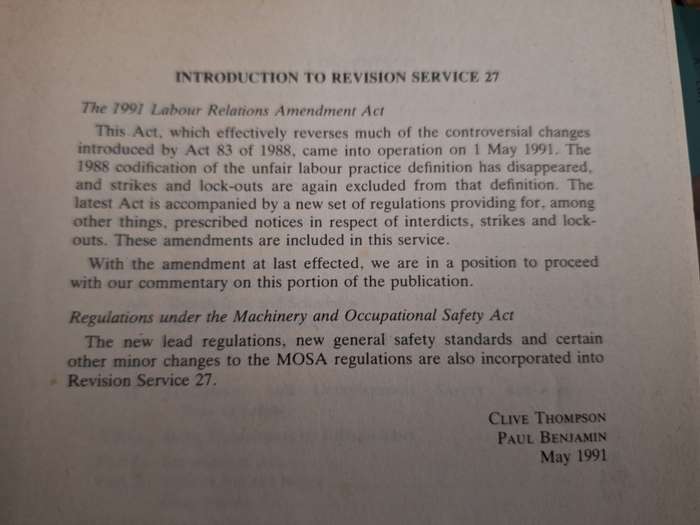 INTRODUCTION TO REVISION SERVICE 27
The 1991 Labour Relations Amendment Act
This Act, which effectively reverses much of the controversial changes
introduced by Act 83 of 1988, came into operation on 1 May 1991. The
1988 codification of the unfair labour practice definition has disappeared,
and strikes and lock-outs are again excluded from that definition. The
latest Act is accompanied by a new set of regulations providing for, among
other things, prescribed notices in respect of interdicts, strikes and lock-
outs. These amendments are included in this service.
With the amendment at last effected, we are in a position to proceed
with our commentary on this portion of the publication.
Regulations under the Machinery and Occupational Safety Act
The new lead regulations, new general safety standards and certain
other minor changes to the MOSA regulations are also incorporated into
Revision Service 27.
CLIVE THOMPSON
PAUL BENJAMIN
May 1991